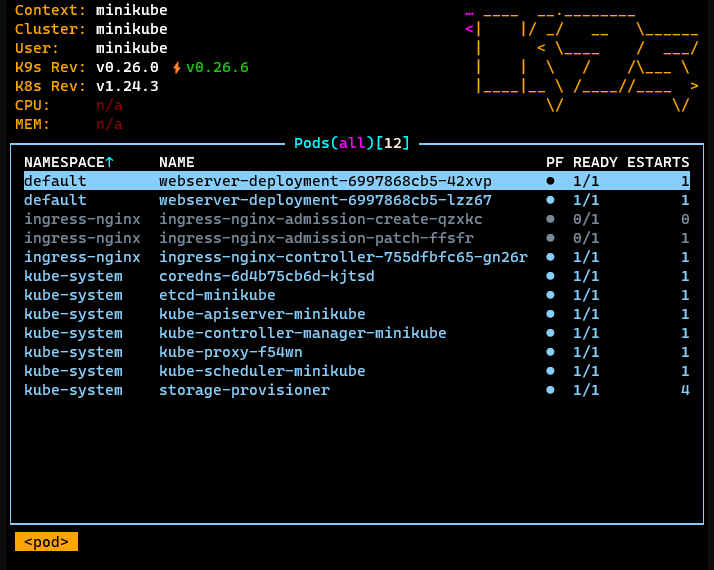 Context: minikube
Cluster: minikube
User: minikube
K9s Rev: v0.26.0 ⚡v0.26.6
K8s Rev: v1.24.3
CPU: n/a
MEM: n/a
Pods(all)[12]
NAMESPACE↑ NAME PF READY ESTARTS
default webserver-deployment-6997868cb5-42xvp ● 1/1 1
default webserver-deployment-6997868cb5-lzz67 ● 1/1 1
ingress-nginx ingress-nginx-admission-create-qzxkc ● 0/1 0
ingress-nginx ingress-nginx-admission-patch-ffsfr ● 0/1 1
ingress-nginx ingress-nginx-controller-755dfbfc65-gn26r ● 1/1 1
kube-system coredns-6d4b75cb6d-kjtsd ● 1/1 1
kube-system etcd-minikube ● 1/1 1
kube-system kube-apiserver-minikube ● 1/1 1
kube-system kube-controller-manager-minikube ● 1/1 1
kube-system kube-proxy-f54wn ● 1/1 1
kube-system kube-scheduler-minikube ● 1/1 1
kube-system storage-provisioner ● 1/1 4
<pod>